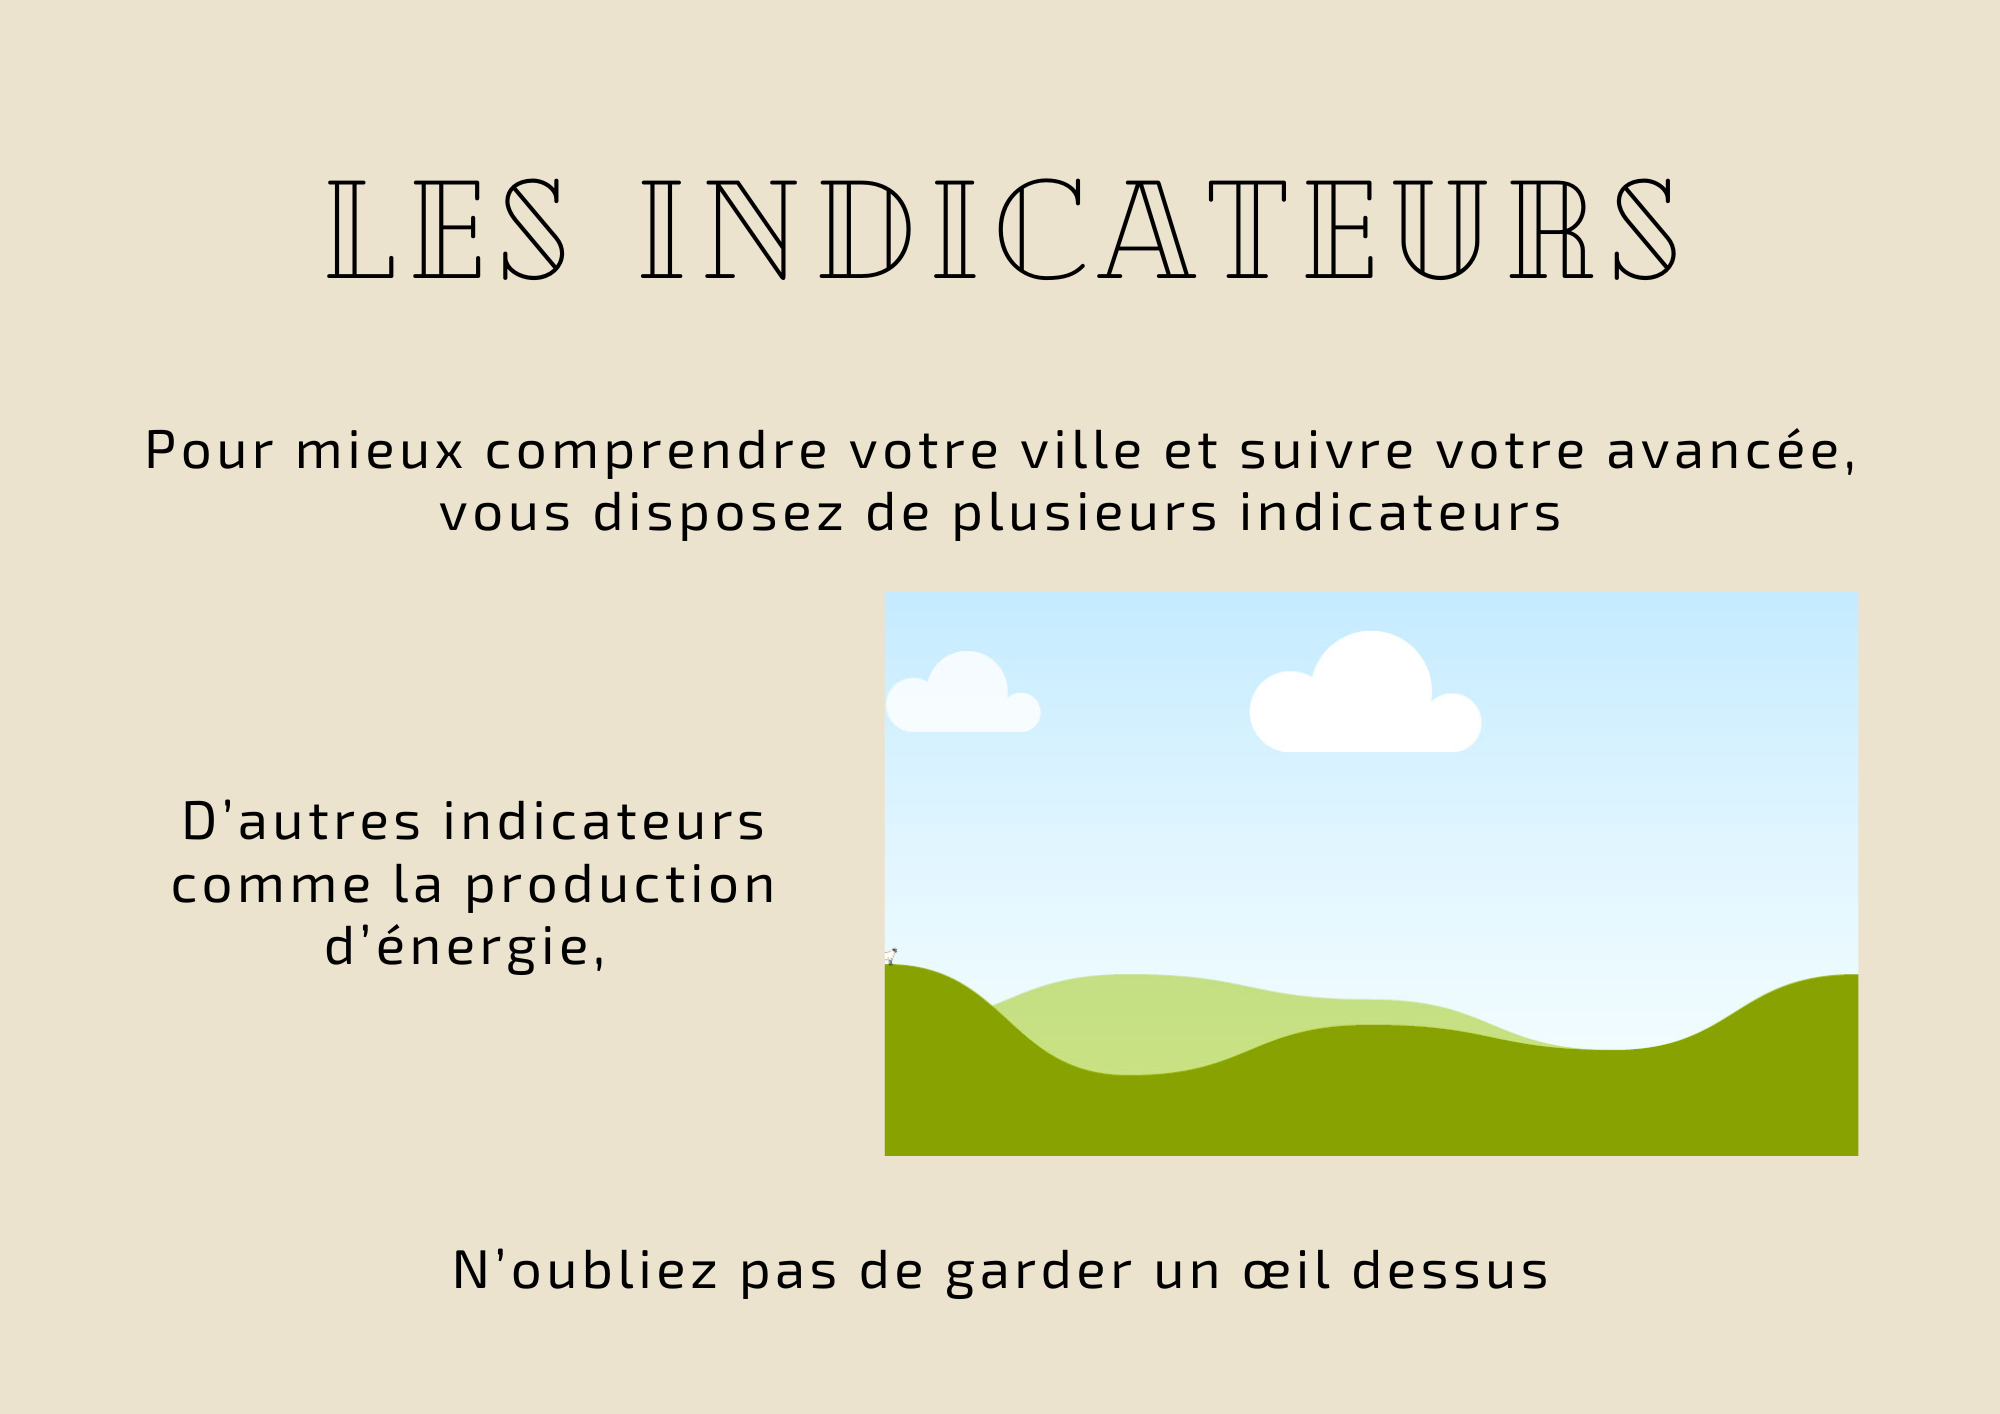 LES INDICATEURS
Pour mieux comprendre votre ville et suivre votre avancée,
vous disposez de plusieurs indicateurs
D’autres indicateurs
comme la production
d’énergie,
N’oubliez pas de garder un œil dessus